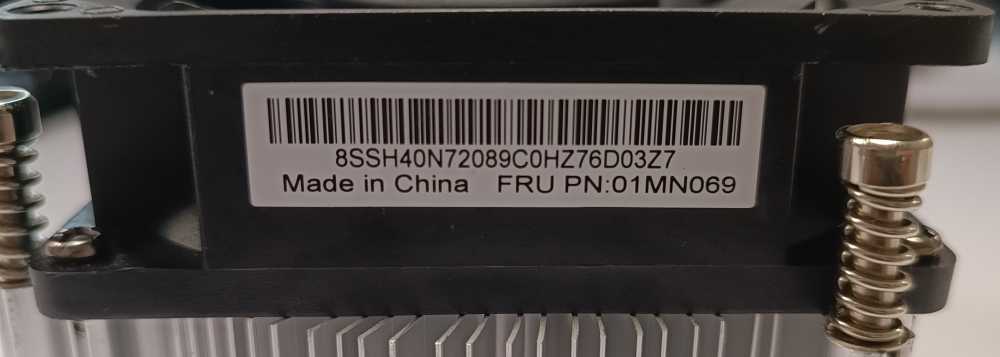 8SSH40N72089C0HZ76D03Z7
Made in China FRU PN:01MN069